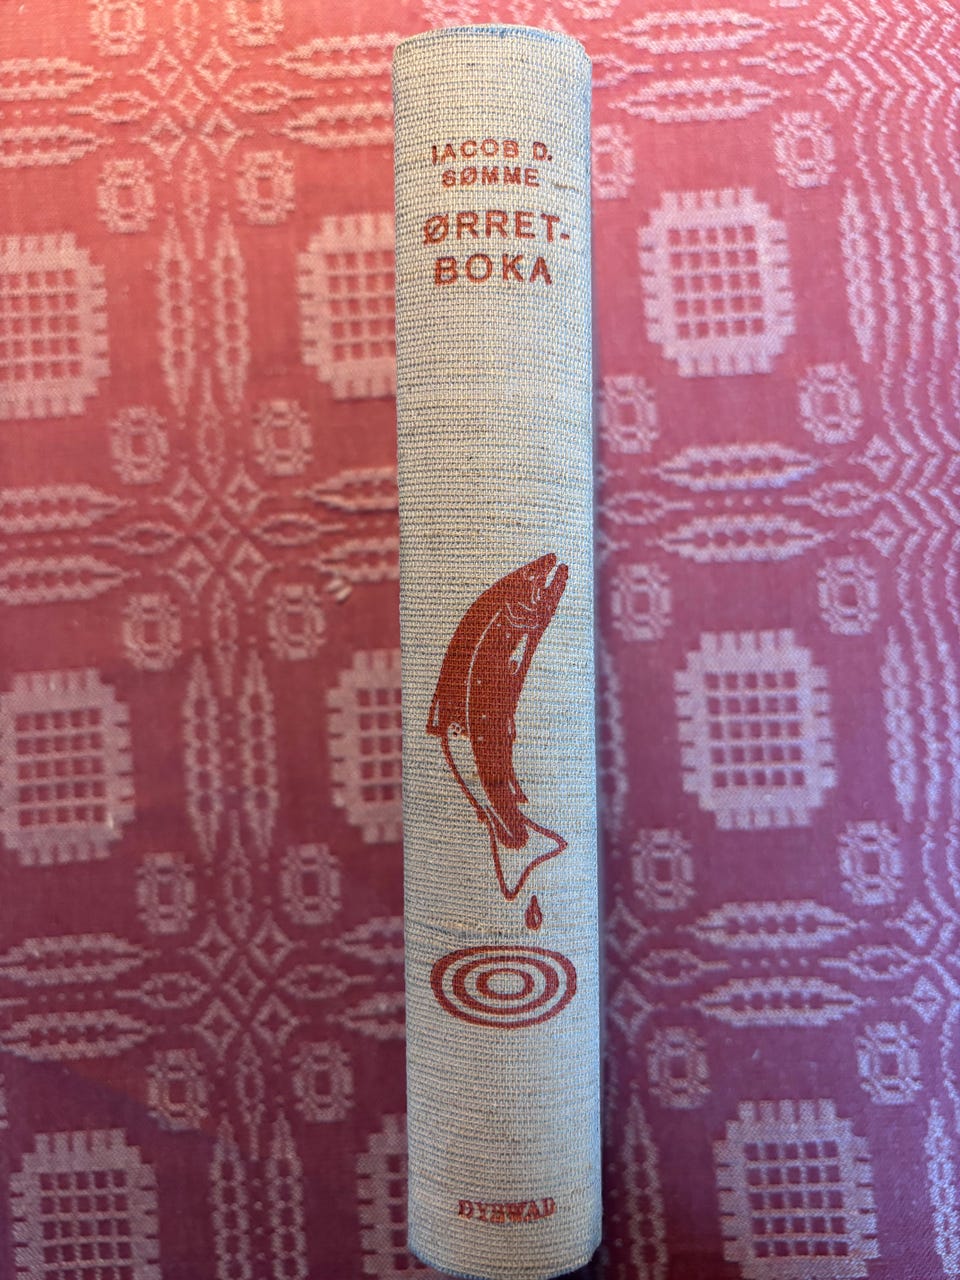 IACOB D.
SØMME
ØRRET-
BOKA
DYBWAD